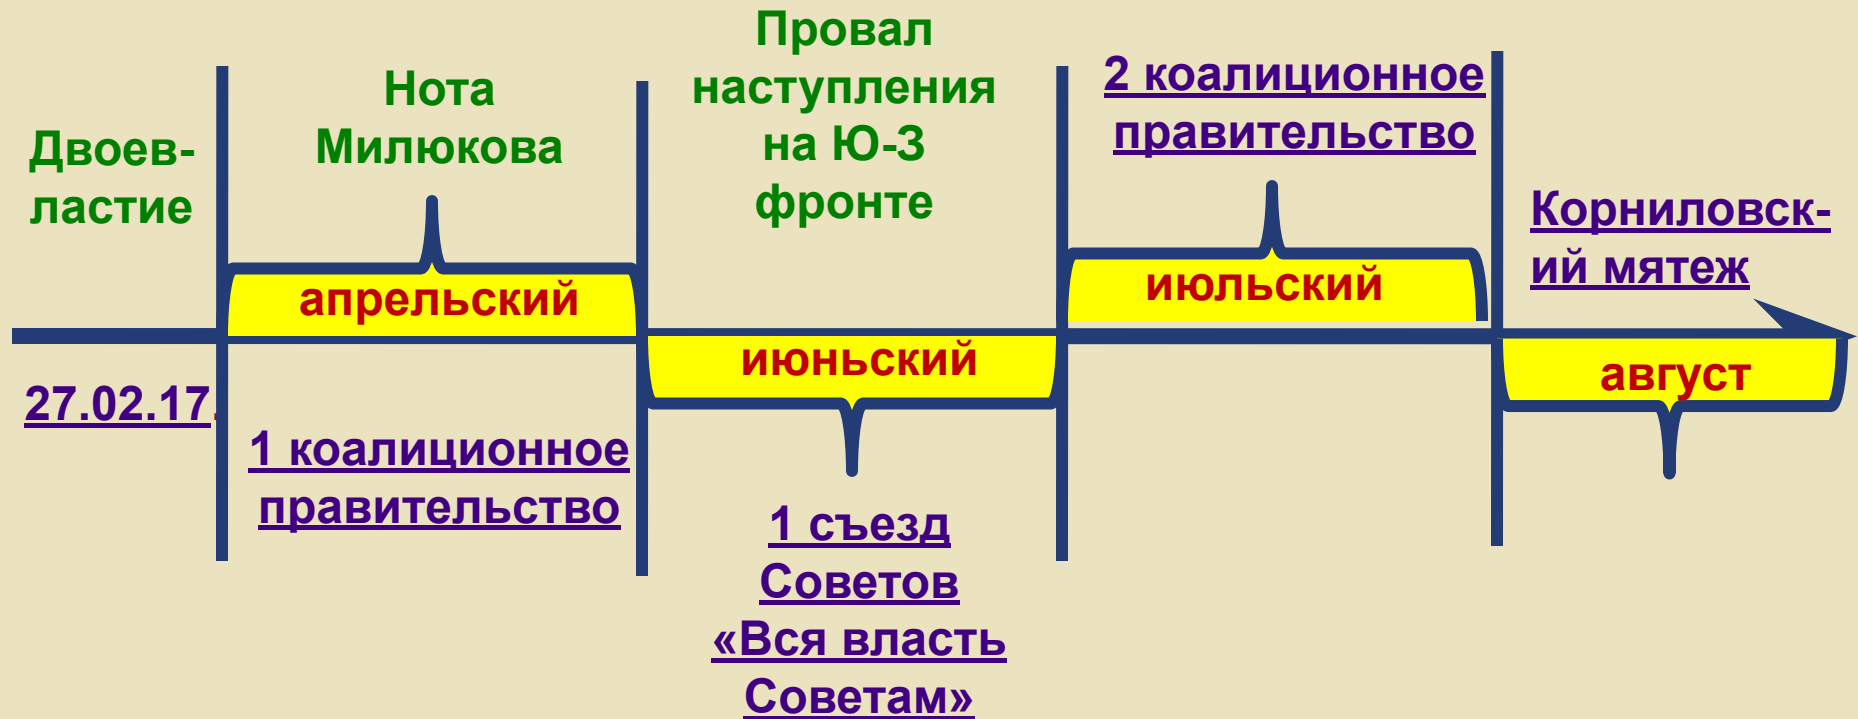 Двоев-
ластие
27.02.17.
Нота
Милюкова
апрельский
1 коалиционное
правительство
Провал
наступления
на Ю-З
фронте
июньский
1 съезд
Советов
«Вся власть
Советам»
2 коалиционное
правительство
июльский
Корниловск-
ий мятеж
август